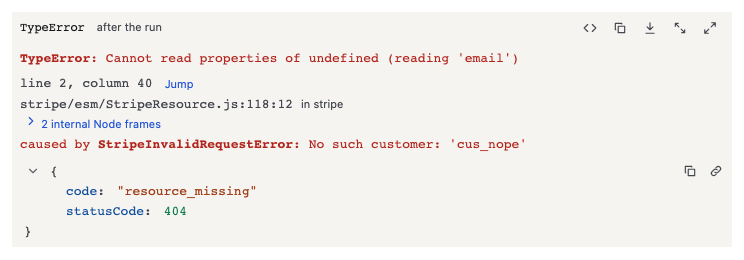 TypeError after the run
TypeError: Cannot read properties of undefined (reading 'email')
line 2, column 40 Jump
stripe/esm/StripeResource.js:118:12 in stripe
2 internal Node frames
caused by StripeInvalidRequestError: No such customer: 'cus_nope'
{
code: "resource_missing"
statusCode: 404
}